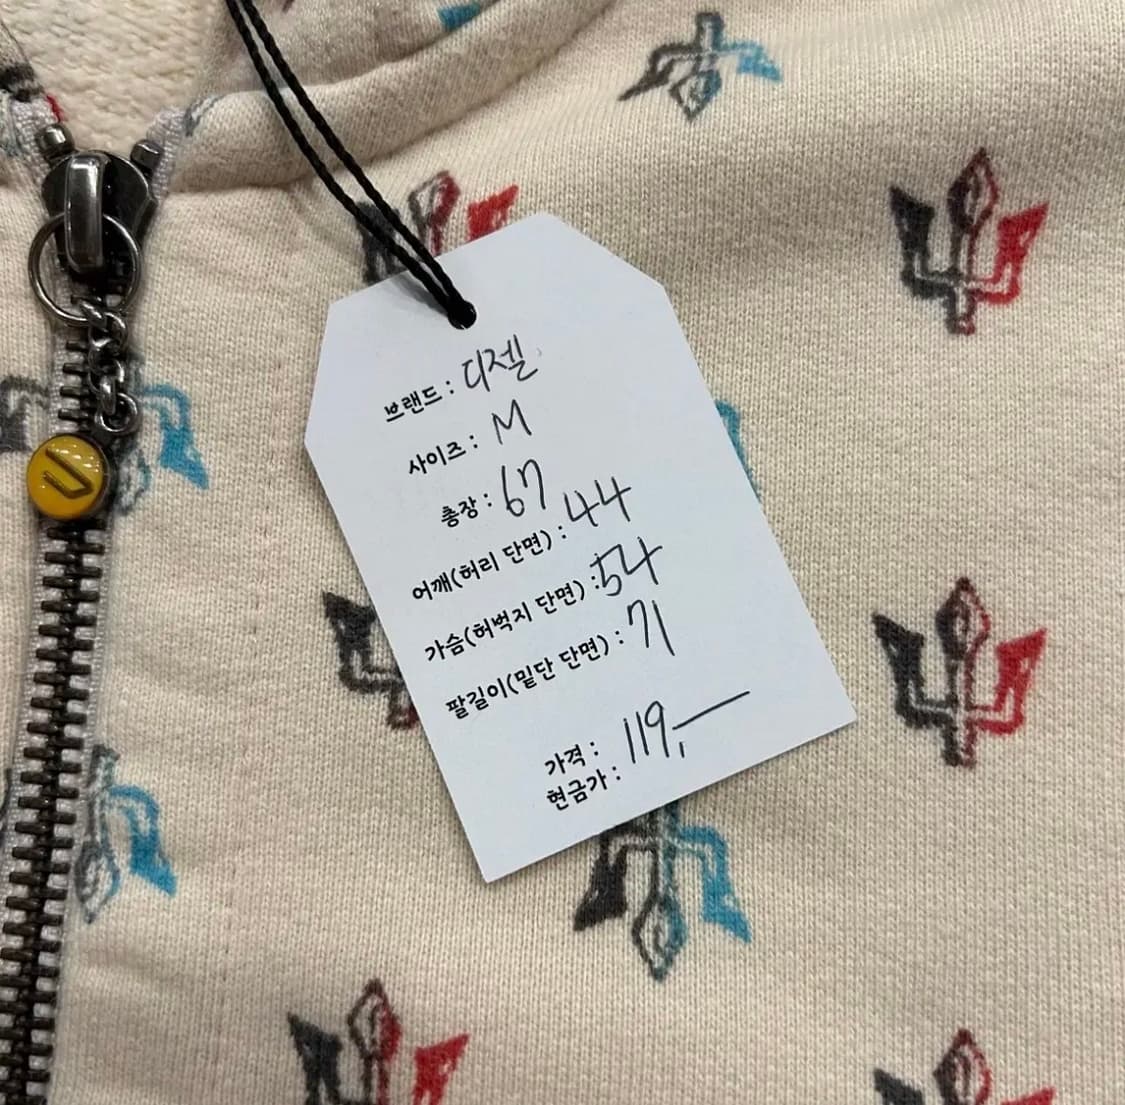 브랜드 : 디젤
사이즈 : M
총장 : 67
어깨(허리 단면) : 44
가슴(허벅지 단면) : 54
팔길이(밑단 단면) : 71
가격 : 119,—
현금가 :